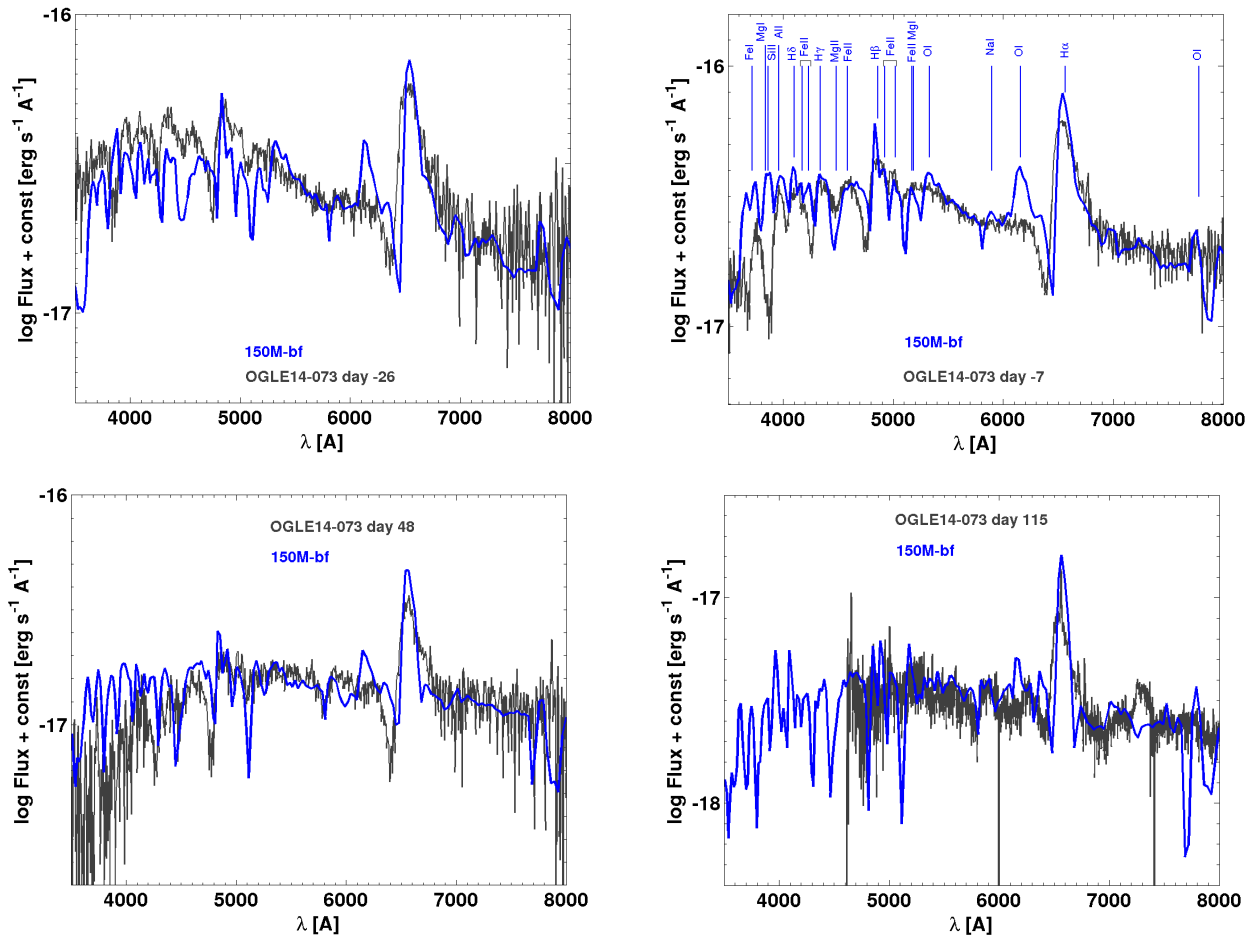 -16
-17
log Flux + const [erg s-1 A-1]
150M-bf
OGLE14-073 day -26
4000 5000 6000 7000 8000
λ [A]
FeI MgI SiII AlI Hδ FeII Hγ MgII FeII Hβ FeII FeII MgI OI NaI OI Hα OI
-16
-17
log Flux + const [erg s-1 A-1]
150M-bf
OGLE14-073 day -7
4000 5000 6000 7000 8000
λ [A]
-16
-17
log Flux + const [erg s-1 A-1]
OGLE14-073 day 48
150M-bf
4000 5000 6000 7000 8000
λ [A]
OGLE14-073 day 115
150M-bf
-17
-18
log Flux + const [erg s-1 A-1]
4000 5000 6000 7000 8000
λ [A]